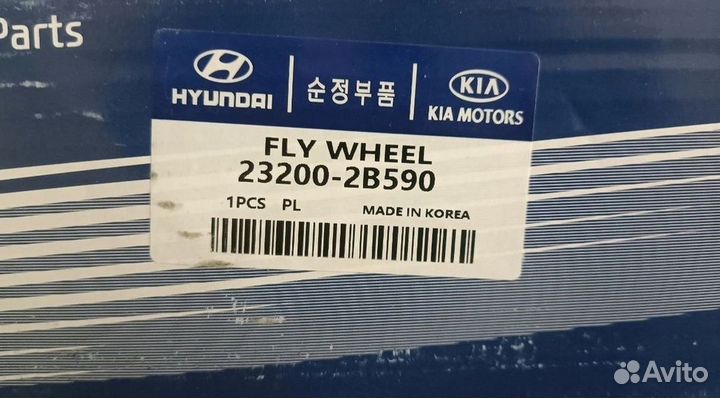 Parts
HYUNDAI 순정부품 KIA
KIA MOTORS
FLY WHEEL
23200-2B590
1PCS PL MADE IN KOREA
Avito